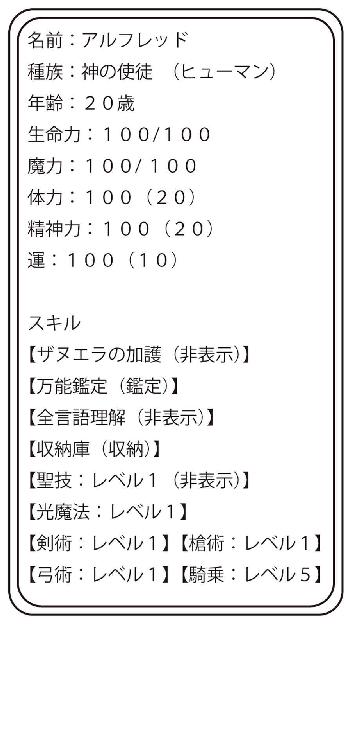 名前：アルフレッド
種族：神の使徒　（ヒューマン）
年齢：２０歳
生命力：１００/１００
魔力：１００/ １００
体力：１００（２０）
精神力：１００（２０）
運：１００（１０）
スキル
【ザヌエラの加護（非表示）】
【万能鑑定（鑑定）】
【全言語理解（非表示）】
【収納庫（収納）】
【聖技：レベル１（非表示）】
【光魔法：レベル１】
【剣術：レベル１】【槍術：レベル１】
【弓術：レベル１】【騎乗：レベル５】